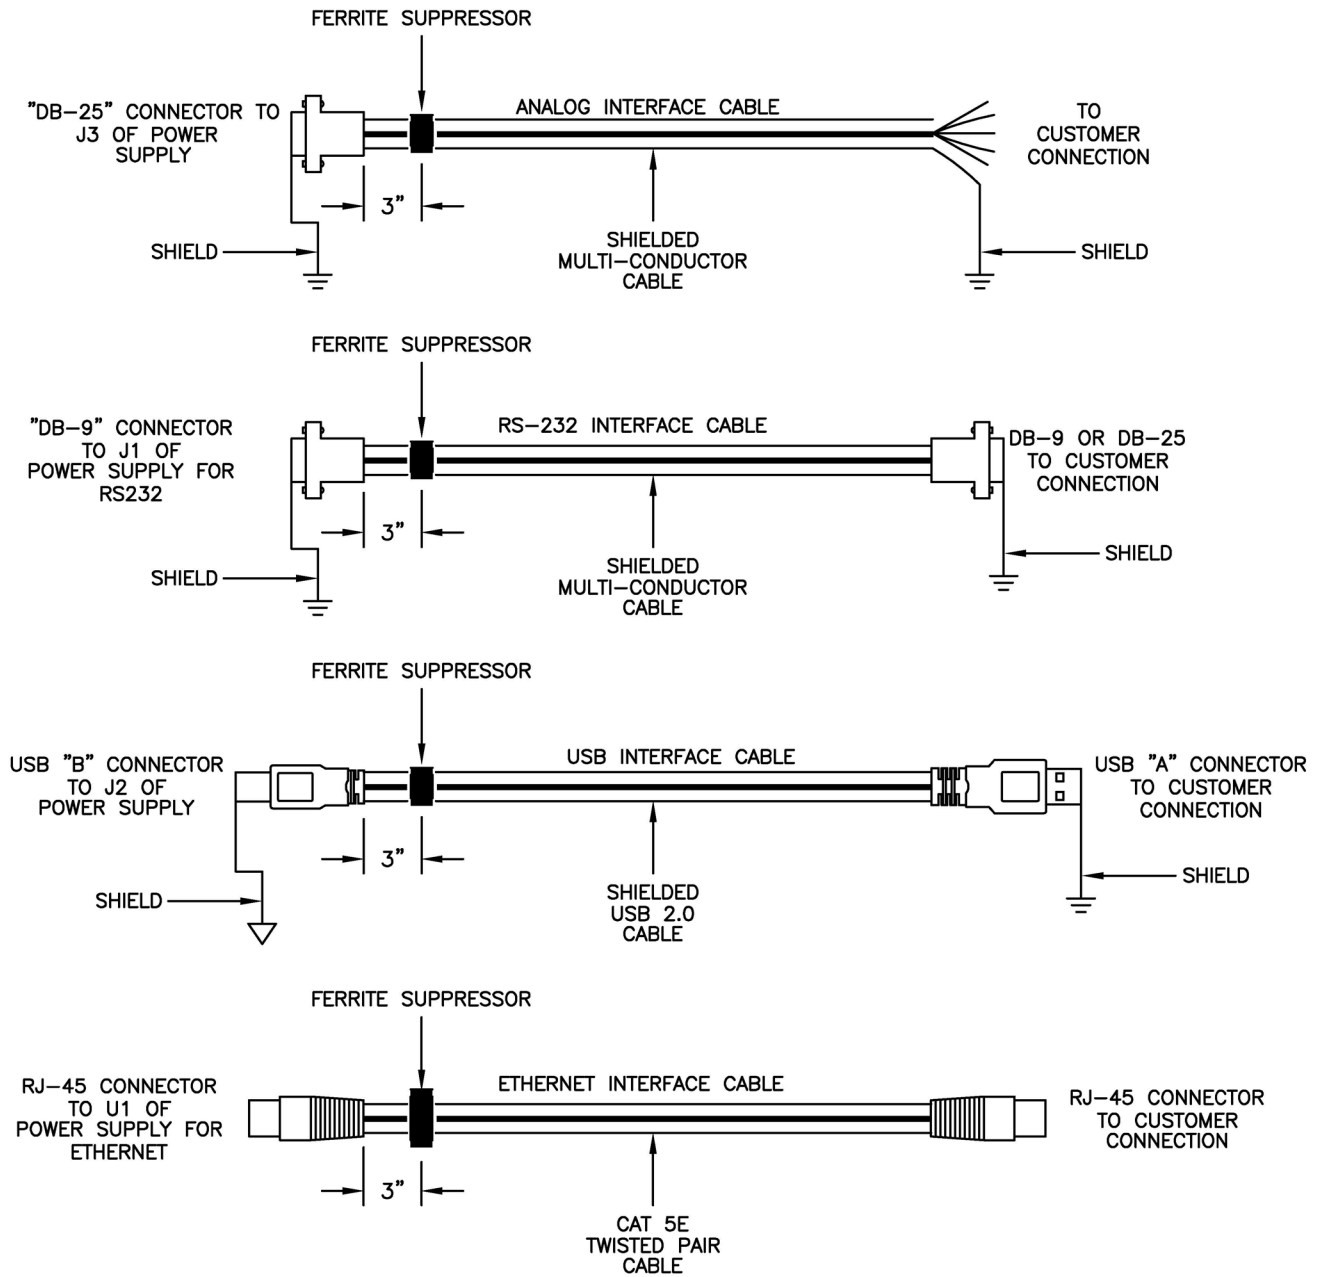 FERRITE SUPPRESSOR
"DB-25" CONNECTOR TO
J3 OF POWER
SUPPLY
ANALOG INTERFACE CABLE
TO
CUSTOMER
CONNECTION
3"
SHIELD
SHIELDED
MULTI-CONDUCTOR
CABLE
SHIELD
FERRITE SUPPRESSOR
"DB-9" CONNECTOR
TO J1 OF
POWER SUPPLY FOR
RS232
RS-232 INTERFACE CABLE
DB-9 OR DB-25
TO CUSTOMER
CONNECTION
3"
SHIELD
SHIELDED
MULTI-CONDUCTOR
CABLE
SHIELD
FERRITE SUPPRESSOR
USB "B" CONNECTOR
TO J2 OF
POWER SUPPLY
USB INTERFACE CABLE
USB "A" CONNECTOR
TO CUSTOMER
CONNECTION
3"
SHIELD
SHIELDED
USB 2.0
CABLE
SHIELD
FERRITE SUPPRESSOR
RJ-45 CONNECTOR
TO U1 OF
POWER SUPPLY FOR
ETHERNET
ETHERNET INTERFACE CABLE
RJ-45 CONNECTOR
TO CUSTOMER
CONNECTION
3"
CAT 5E
TWISTED PAIR
CABLE